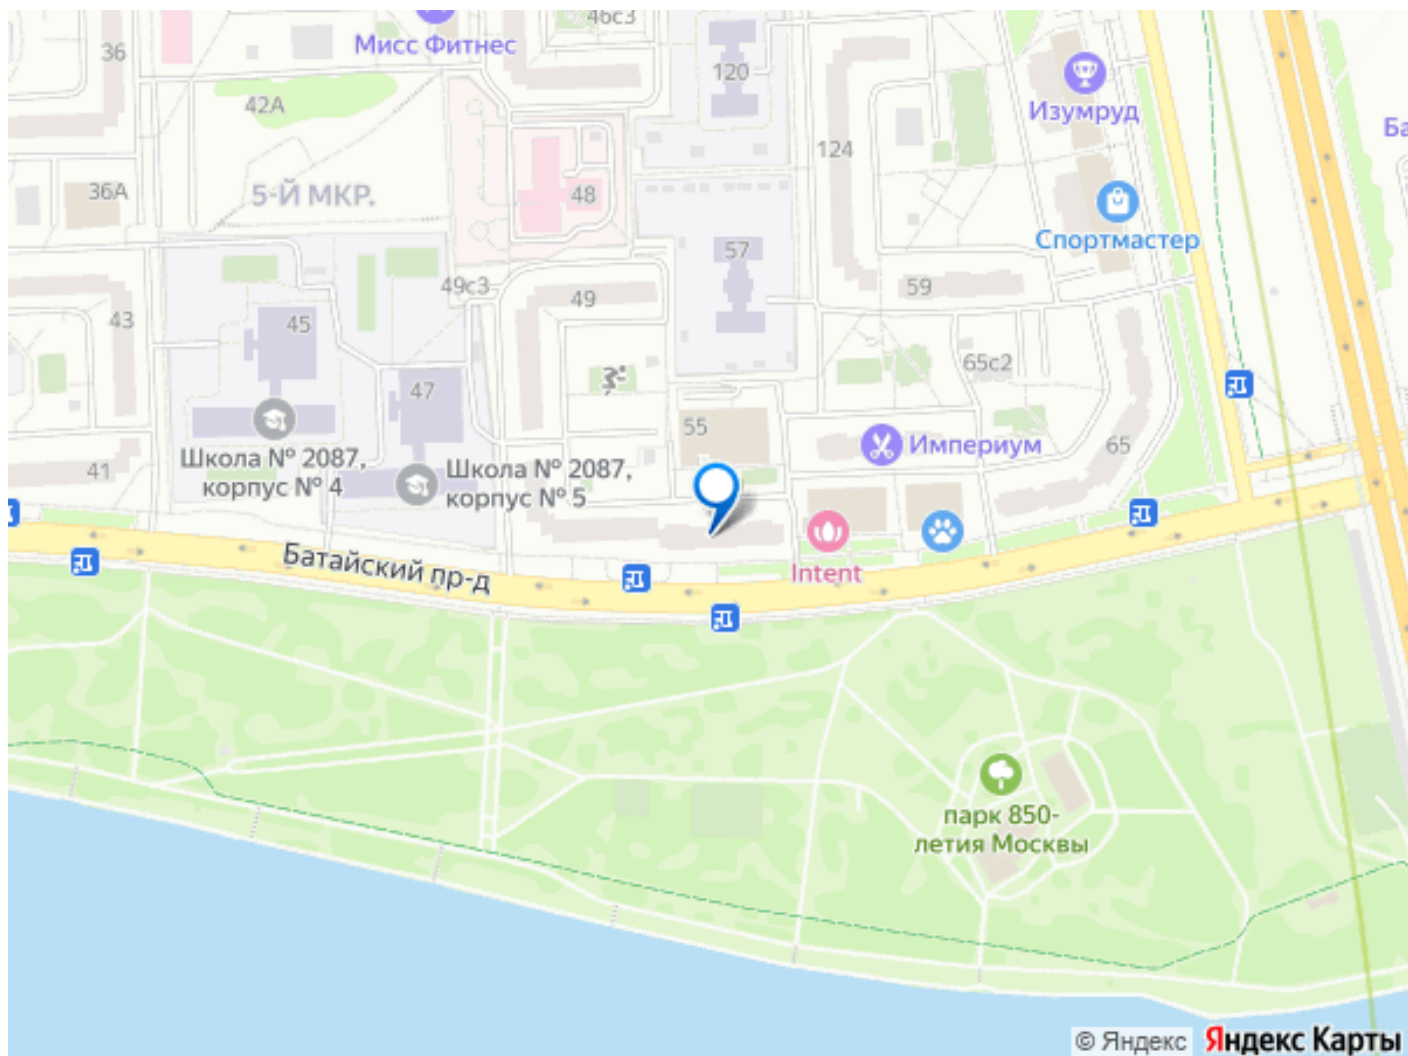 46с3
36
Мисс Фитнес
120
42А
Изумруд
Ба
124
36А
5-Й МКР.
48
Спортмастер
57
49с3
49
59
43
45
65с2
47
55
Империум
65
41
Школа № 2087,
корпус № 4
Школа № 2087,
корпус № 5
Батайский пр-д
Intent
парк 850-
летия Москвы
© Яндекс Яндекс Карты